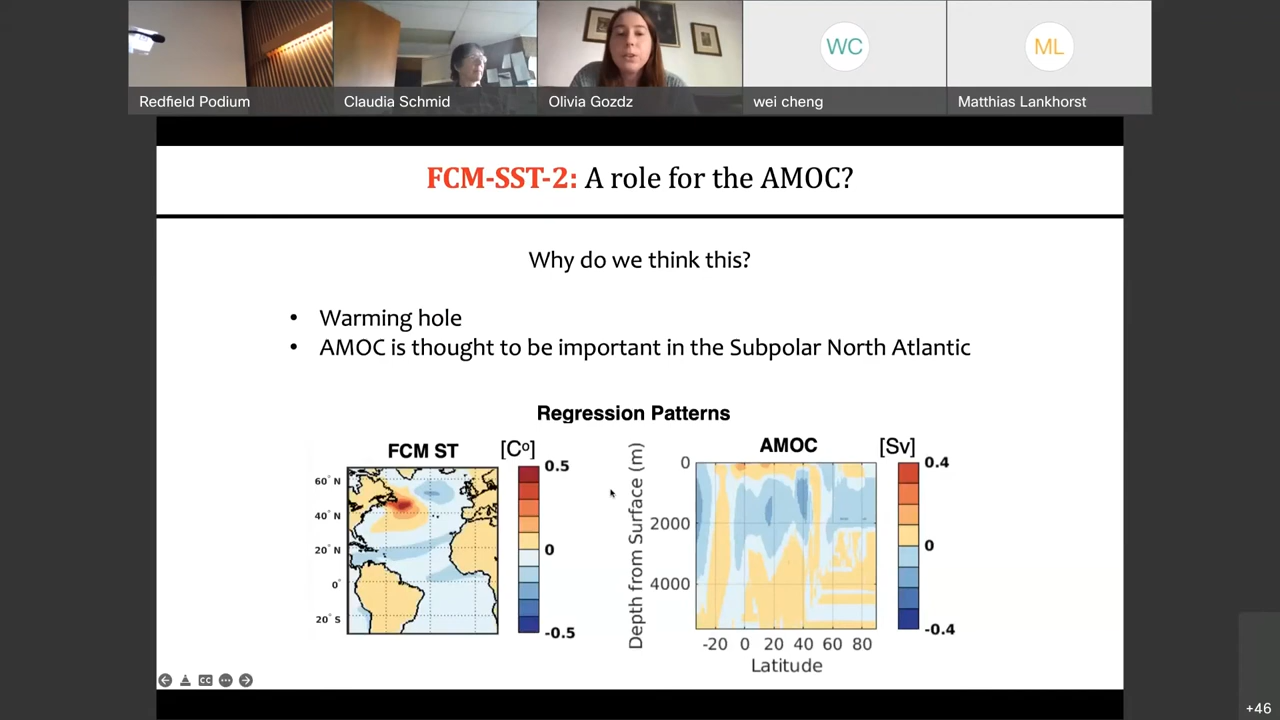 Redfield Podium
Claudia Schmid
Olivia Gozdz
WC
wei cheng
ML
Matthias Lankhorst
FCM-SST-2: A role for the AMOC?
Why do we think this?
• Warming hole
• AMOC is thought to be important in the Subpolar North Atlantic
Regression Patterns
FCM ST
[Cº]
0.5
0
-0.5
60° N
40° N
20° N
0°
20° S
AMOC
[Sv]
0.4
0
-0.4
Depth from Surface (m)
0
2000
4000
-20 0 20 40 60 80
Latitude
CC
+46